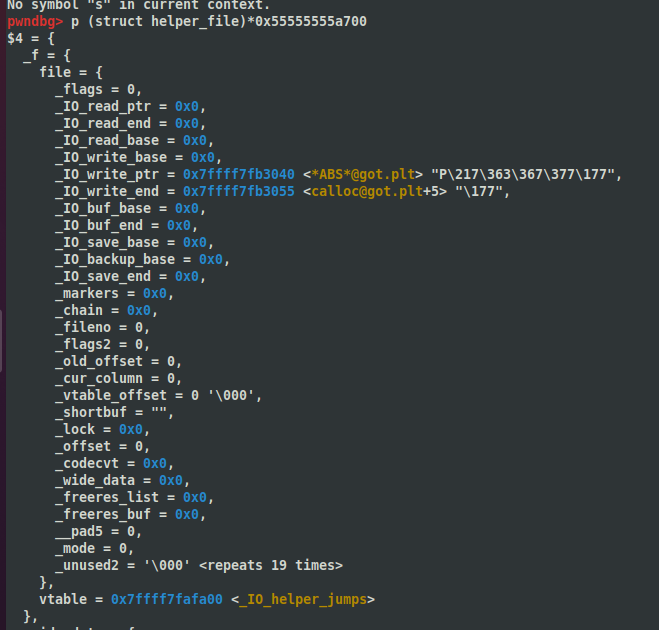 No symbol "s" in current context.
pwndbg> p (struct helper_file)*0x55555555a700
$4 = {
  _f = {
    file = {
      _flags = 0,
      _IO_read_ptr = 0x0,
      _IO_read_end = 0x0,
      _IO_read_base = 0x0,
      _IO_write_base = 0x0,
      _IO_write_ptr = 0x7ffff7fb3040 <*ABS*@got.plt> "P\217\363\367\377\177",
      _IO_write_end = 0x7ffff7fb3055 <calloc@got.plt+5> "\177",
      _IO_buf_base = 0x0,
      _IO_buf_end = 0x0,
      _IO_save_base = 0x0,
      _IO_backup_base = 0x0,
      _IO_save_end = 0x0,
      _markers = 0x0,
      _chain = 0x0,
      _fileno = 0,
      _flags2 = 0,
      _old_offset = 0,
      _cur_column = 0,
      _vtable_offset = 0 '\000',
      _shortbuf = "",
      _lock = 0x0,
      _offset = 0,
      _codecvt = 0x0,
      _wide_data = 0x0,
      _freeres_list = 0x0,
      _freeres_buf = 0x0,
      __pad5 = 0,
      _mode = 0,
      _unused2 = '\000' <repeats 19 times>
    },
    vtable = 0x7ffff7fafa00 <_IO_helper_jumps>
  },